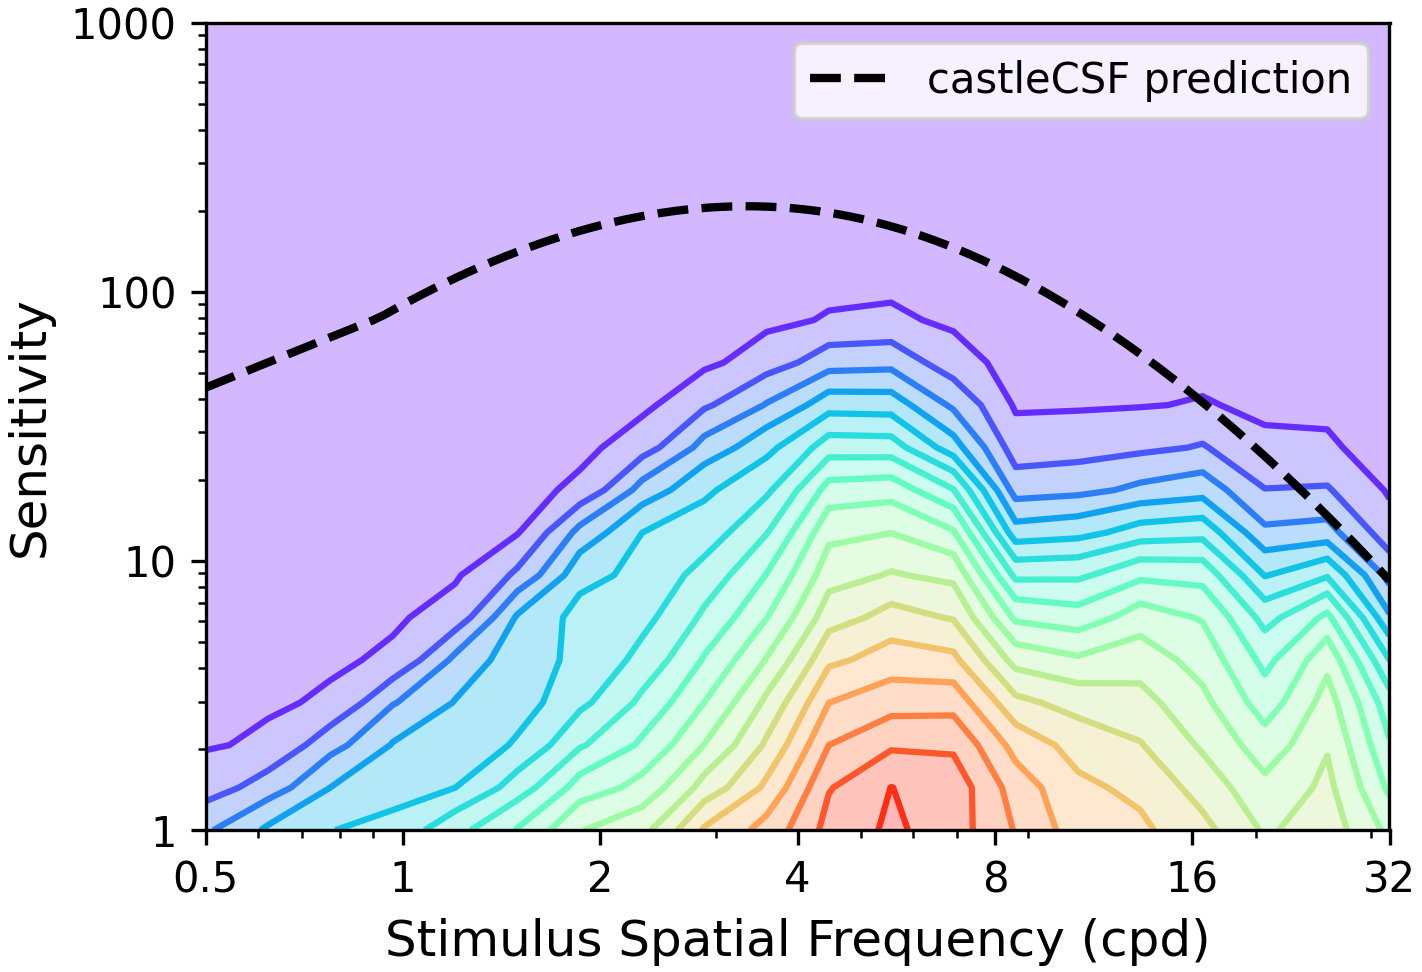 1000
castleCSF prediction
100
Sensitivity
10
1
0.5 1 2 4 8 16 32
Stimulus Spatial Frequency (cpd)